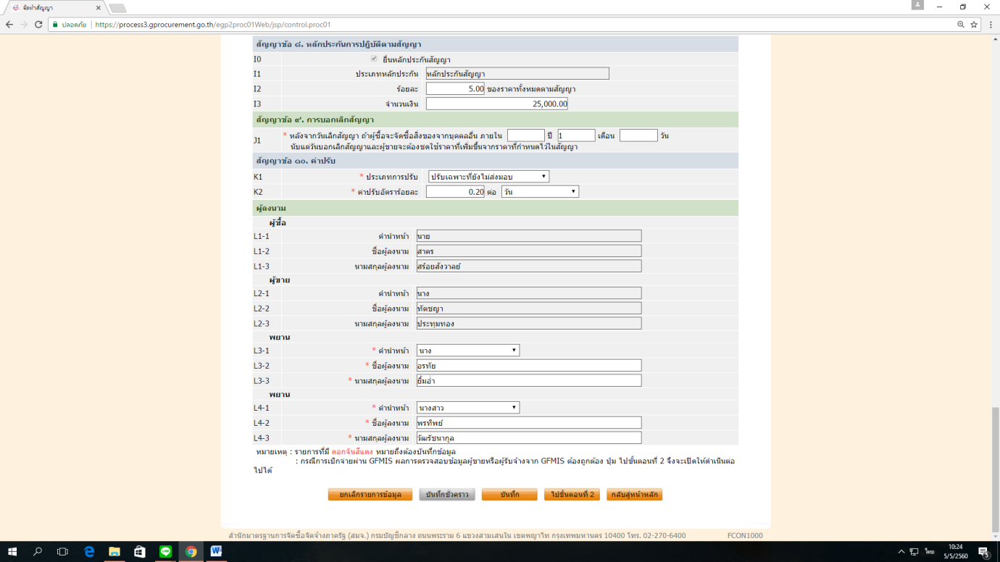 จัดทำสัญญา
ปลอดภัย https://process3.gprocurement.go.th/egp2proc01Web/jsp/control.proc01
สัญญาข้อ ๘. หลักประกันการปฏิบัติตามสัญญา
I0 ยื่นหลักประกันสัญญา
I1 ประเภทหลักประกัน หลักประกันสัญญา
I2 ร้อยละ 5.00 ของราคาทั้งหมดตามสัญญา
I3 จำนวนเงิน 25,000.00
สัญญาข้อ ๙. การบอกเลิกสัญญา
J1 * หลังจากวันเลิกสัญญา ถ้าผู้ซื้อจะจัดซื้อสิ่งของจากบุคคลอื่น ภายใน ปี 1 เดือน วัน
นับแต่วันบอกเลิกสัญญาและผู้ขายจะต้องชดใช้ราคาที่เพิ่มขึ้นจากราคาที่กำหนดไว้ในสัญญา
สัญญาข้อ ๑๐. ค่าปรับ
K1 * ประเภทการปรับ ปรับเฉพาะที่ยังไม่ส่งมอบ
K2 * ค่าปรับอัตราร้อยละ 0.20 ต่อ วัน
ผู้ลงนาม
ผู้ซื้อ
L1-1 คำนำหน้า นาย
L1-2 ชื่อผู้ลงนาม สาคร
L1-3 นามสกุลผู้ลงนาม สร้อยสังวาลย์
ผู้ขาย
L2-1 คำนำหน้า นาง
L2-2 ชื่อผู้ลงนาม ทัตชญา
L2-3 นามสกุลผู้ลงนาม ประทุมทอง
พยาน
L3-1 * คำนำหน้า นาง
L3-2 * ชื่อผู้ลงนาม อรทัย
L3-3 * นามสกุลผู้ลงนาม ยิ้มฉ่ำ
พยาน
L4-1 * คำนำหน้า นางสาว
L4-2 * ชื่อผู้ลงนาม พรทิพย์
L4-3 * นามสกุลผู้ลงนาม วัฒรัชนากูล
หมายเหตุ : รายการที่มี ดอกจันสีแดง หมายถึงต้องบันทึกข้อมูล
: กรณีการเบิกจ่ายผ่าน GFMIS ผลการตรวจสอบข้อมูลผู้ขายหรือผู้รับจ้างจาก GFMIS ต้องถูกต้อง ปุ่ม ไปขั้นตอนที่ 2 จึงจะเปิดให้ดำเนินต่อ
ไปได้
ยกเลิกรายการข้อมูล บันทึกชั่วคราว บันทึก ไปขั้นตอนที่ 2 กลับสู่หน้าหลัก
สำนักมาตรฐานการจัดซื้อจัดจ้างภาครัฐ (สมจ.) กรมบัญชีกลาง ถนนพระราม 6 แขวงสามเสนใน เขตพญาไท กรุงเทพมหานคร 10400 โทร. 02-270-6400 FCON1000
LINE
ไทย 10:24
5/5/2560 5